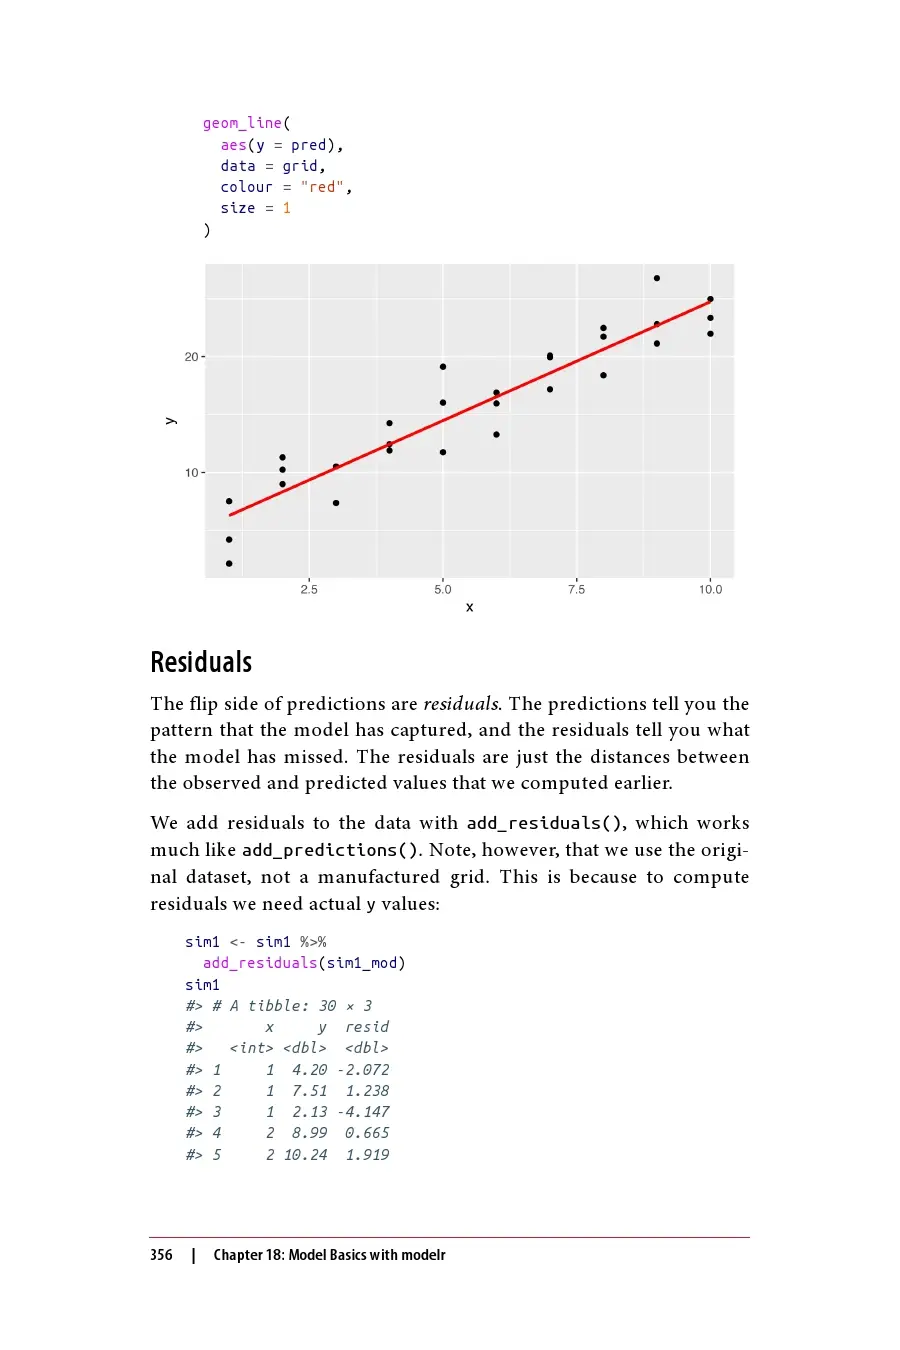 geom_line(
aes(y = pred),
data = grid,
colour = "red",
size = 1
)
20
10
y
2.5 5.0 7.5 10.0
x
Residuals
The flip side of predictions are residuals. The predictions tell you the
pattern that the model has captured, and the residuals tell you what
the model has missed. The residuals are just the distances between
the observed and predicted values that we computed earlier.
We add residuals to the data with add_residuals(), which works
much like add_predictions(). Note, however, that we use the origi-
nal dataset, not a manufactured grid. This is because to compute
residuals we need actual y values:
sim1 <- sim1 %>%
add_residuals(sim1_mod)
sim1
#> # A tibble: 30 × 3
#> x y resid
#> <int> <dbl> <dbl>
#> 1 1 4.20 -2.072
#> 2 1 7.51 1.238
#> 3 1 2.13 -4.147
#> 4 2 8.99 0.665
#> 5 2 10.24 1.919
356 | Chapter 18: Model Basics with modelr